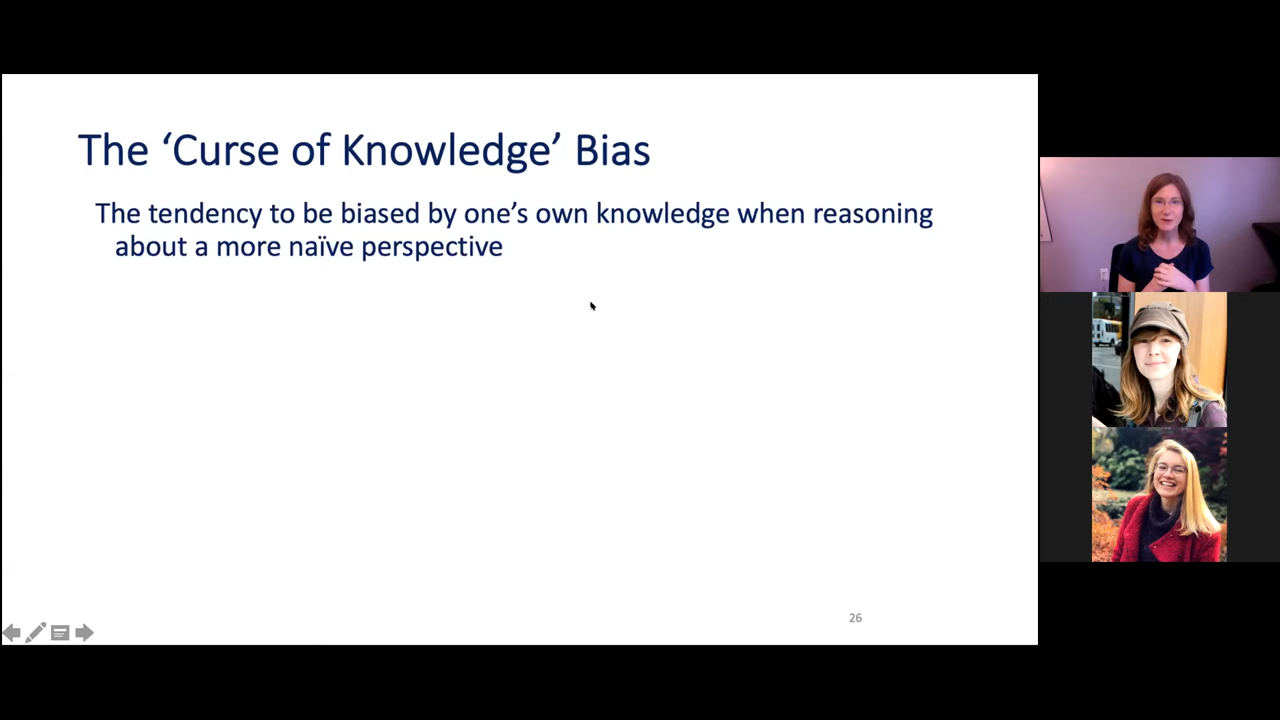 The ‘Curse of Knowledge’ Bias
The tendency to be biased by one’s own knowledge when reasoning
about a more naïve perspective
26